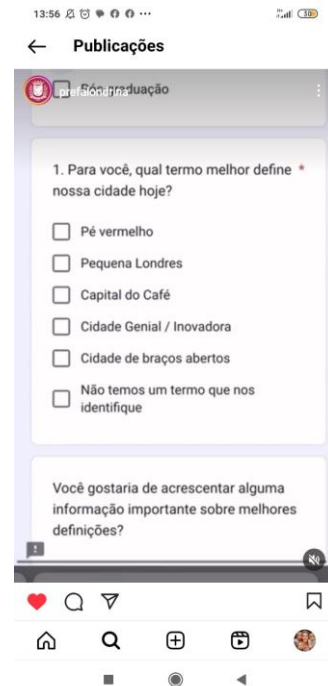 13:56
30
Publicações
Pós-graduação
prefalondrina
1. Para você, qual termo melhor define *
nossa cidade hoje?
Pé vermelho
Pequena Londres
Capital do Café
Cidade Genial / Inovadora
Cidade de braços abertos
Não temos um termo que nos
identifique
Você gostaria de acrescentar alguma
informação importante sobre melhores
definições?